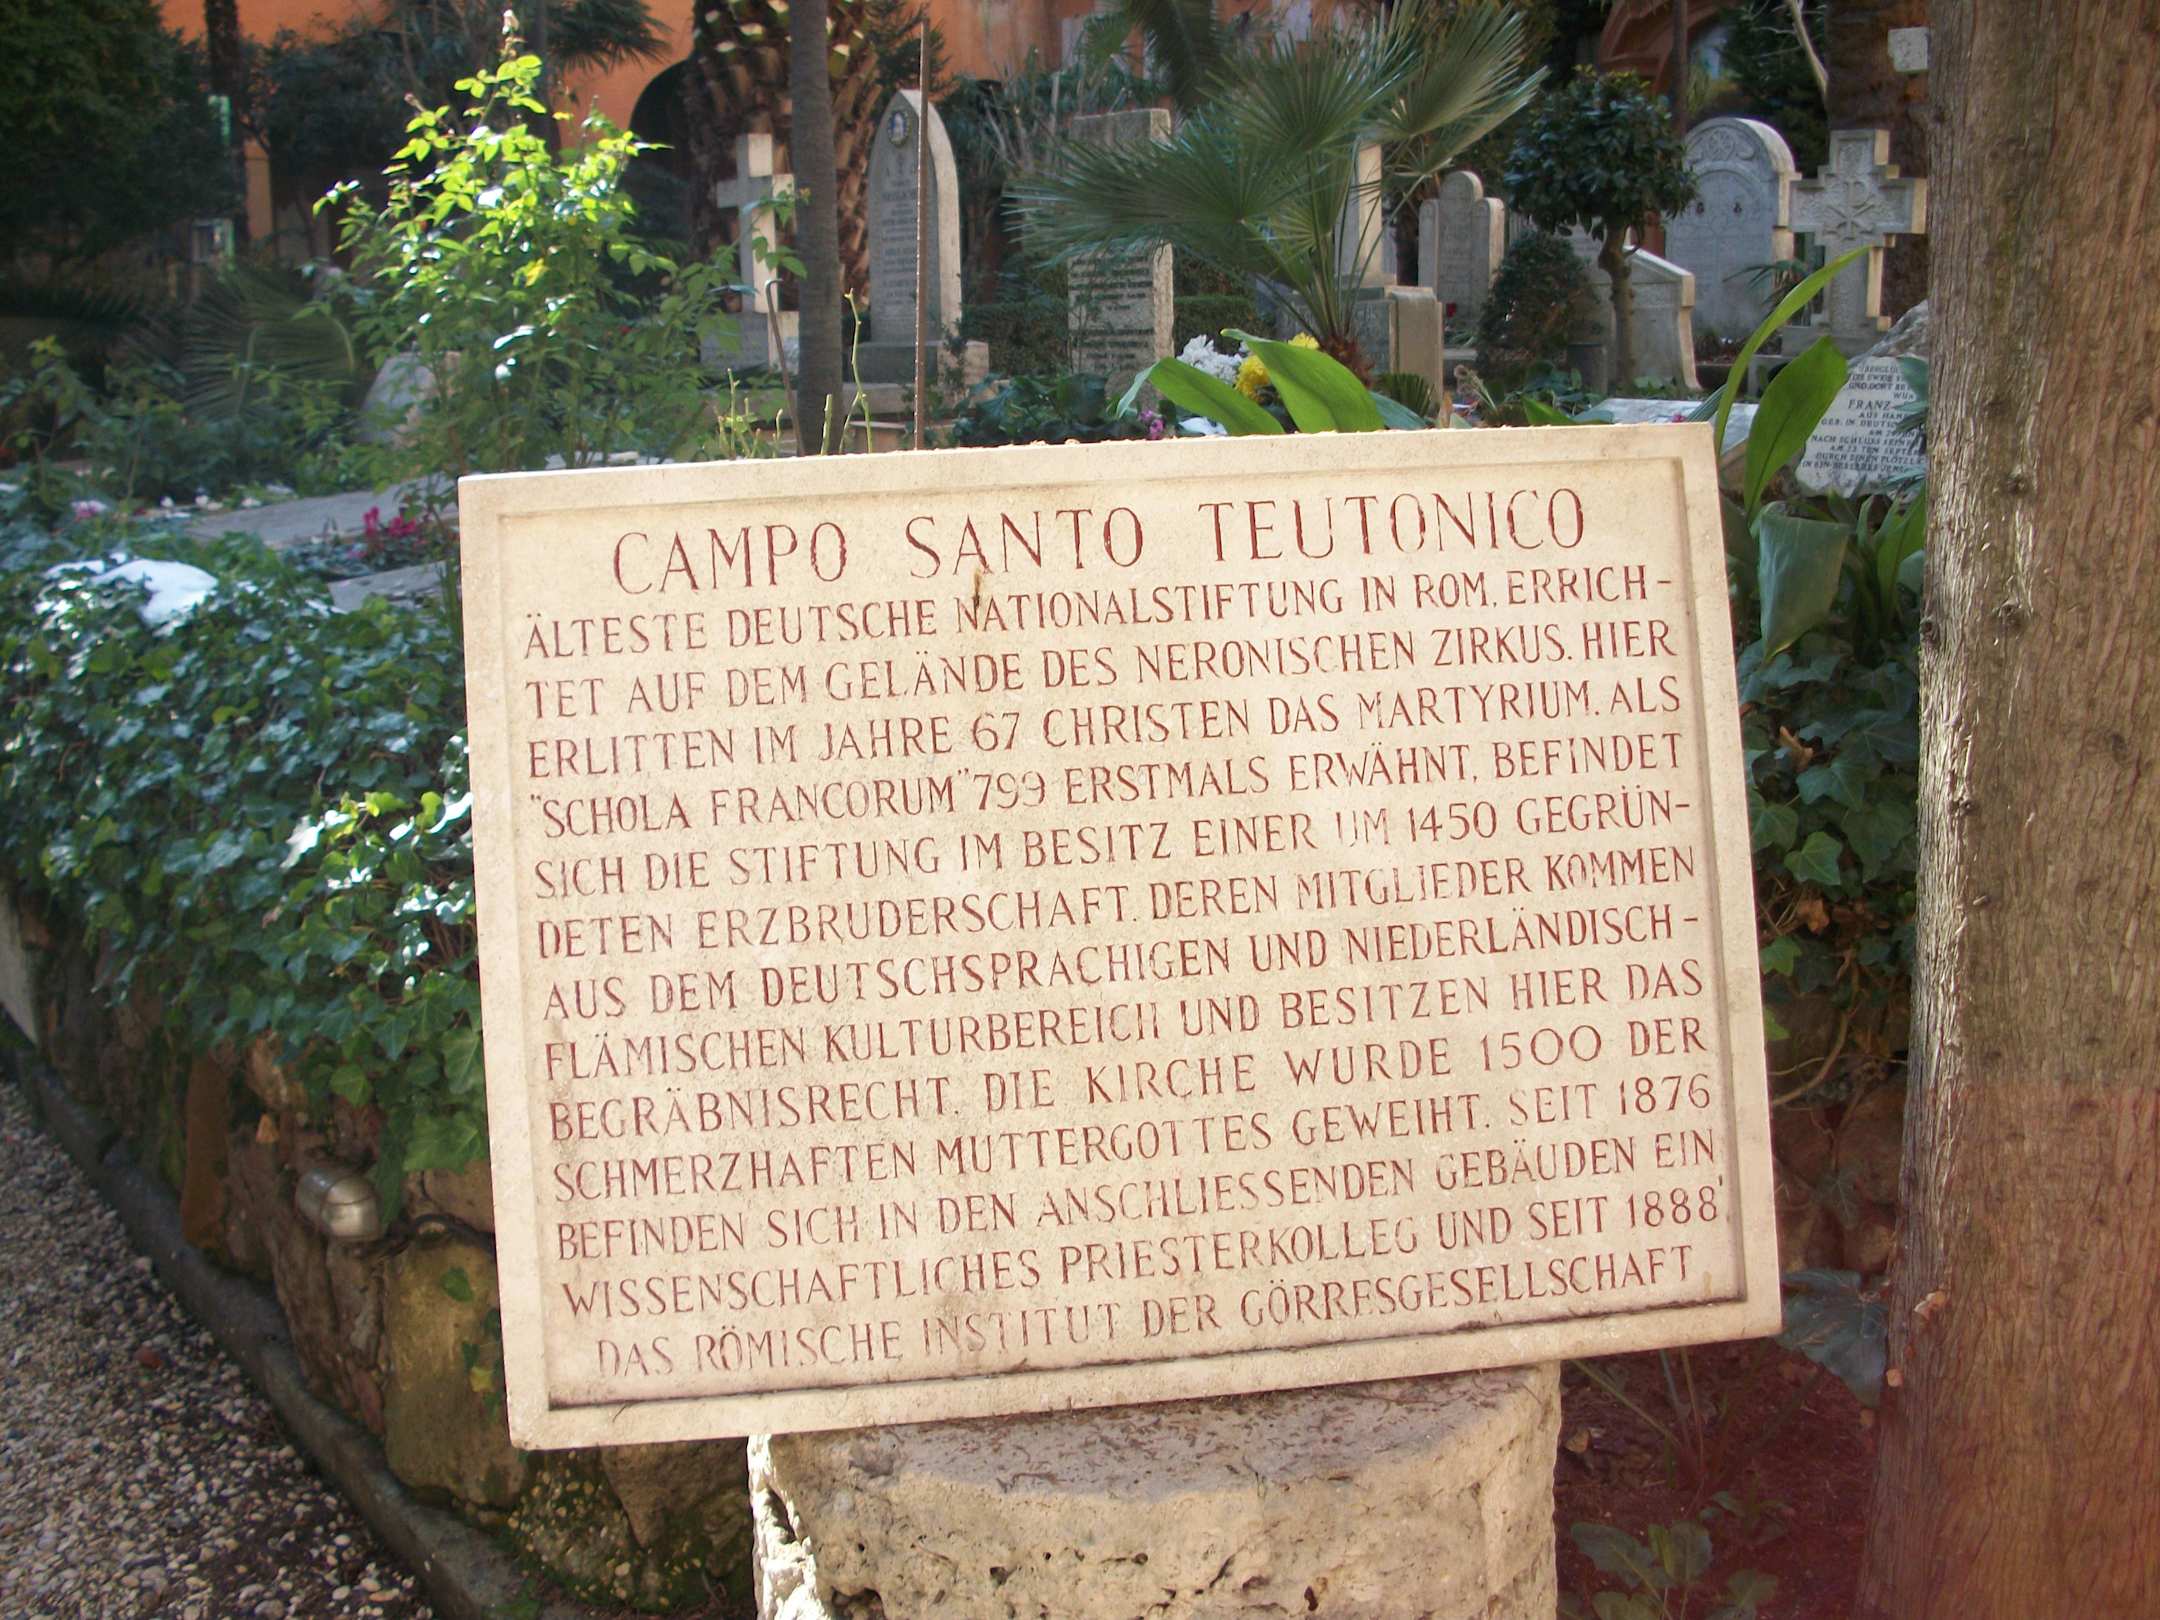 CAMPO SANTO TEUTONICO
ÄLTESTE DEUTSCHE NATIONALSTIFTUNG IN ROM. ERRICH-
TET AUF DEM GELÄNDE DES NERONISCHEN ZIRKUS. HIER
ERLITTEN IM JAHRE 67 CHRISTEN DAS MARTYRIUM. ALS
"SCHOLA FRANCORUM" 799 ERSTMALS ERWÄHNT, BEFINDET
SICH DIE STIFTUNG IM BESITZ EINER UM 1450 GEGRÜN-
DETEN ERZBRUDERSCHAFT. DEREN MITGLIEDER KOMMEN
AUS DEM DEUTSCHSPRACHIGEN UND NIEDERLÄNDISCH-
FLÄMISCHEN KULTURBEREICH UND BESITZEN HIER DAS
BEGRÄBNISRECHT. DIE KIRCHE WURDE 1500 DER
SCHMERZHAFTEN MUTTERGOTTES GEWEIHT. SEIT 1876
BEFINDEN SICH IN DEN ANSCHLIESSENDEN GEBÄUDEN EIN
WISSENSCHAFTLICHES PRIESTERKOLLEG UND SEIT 1888
DAS RÖMISCHE INSTITUT DER GÖRRESGESELLSCHAFT
FRANZ